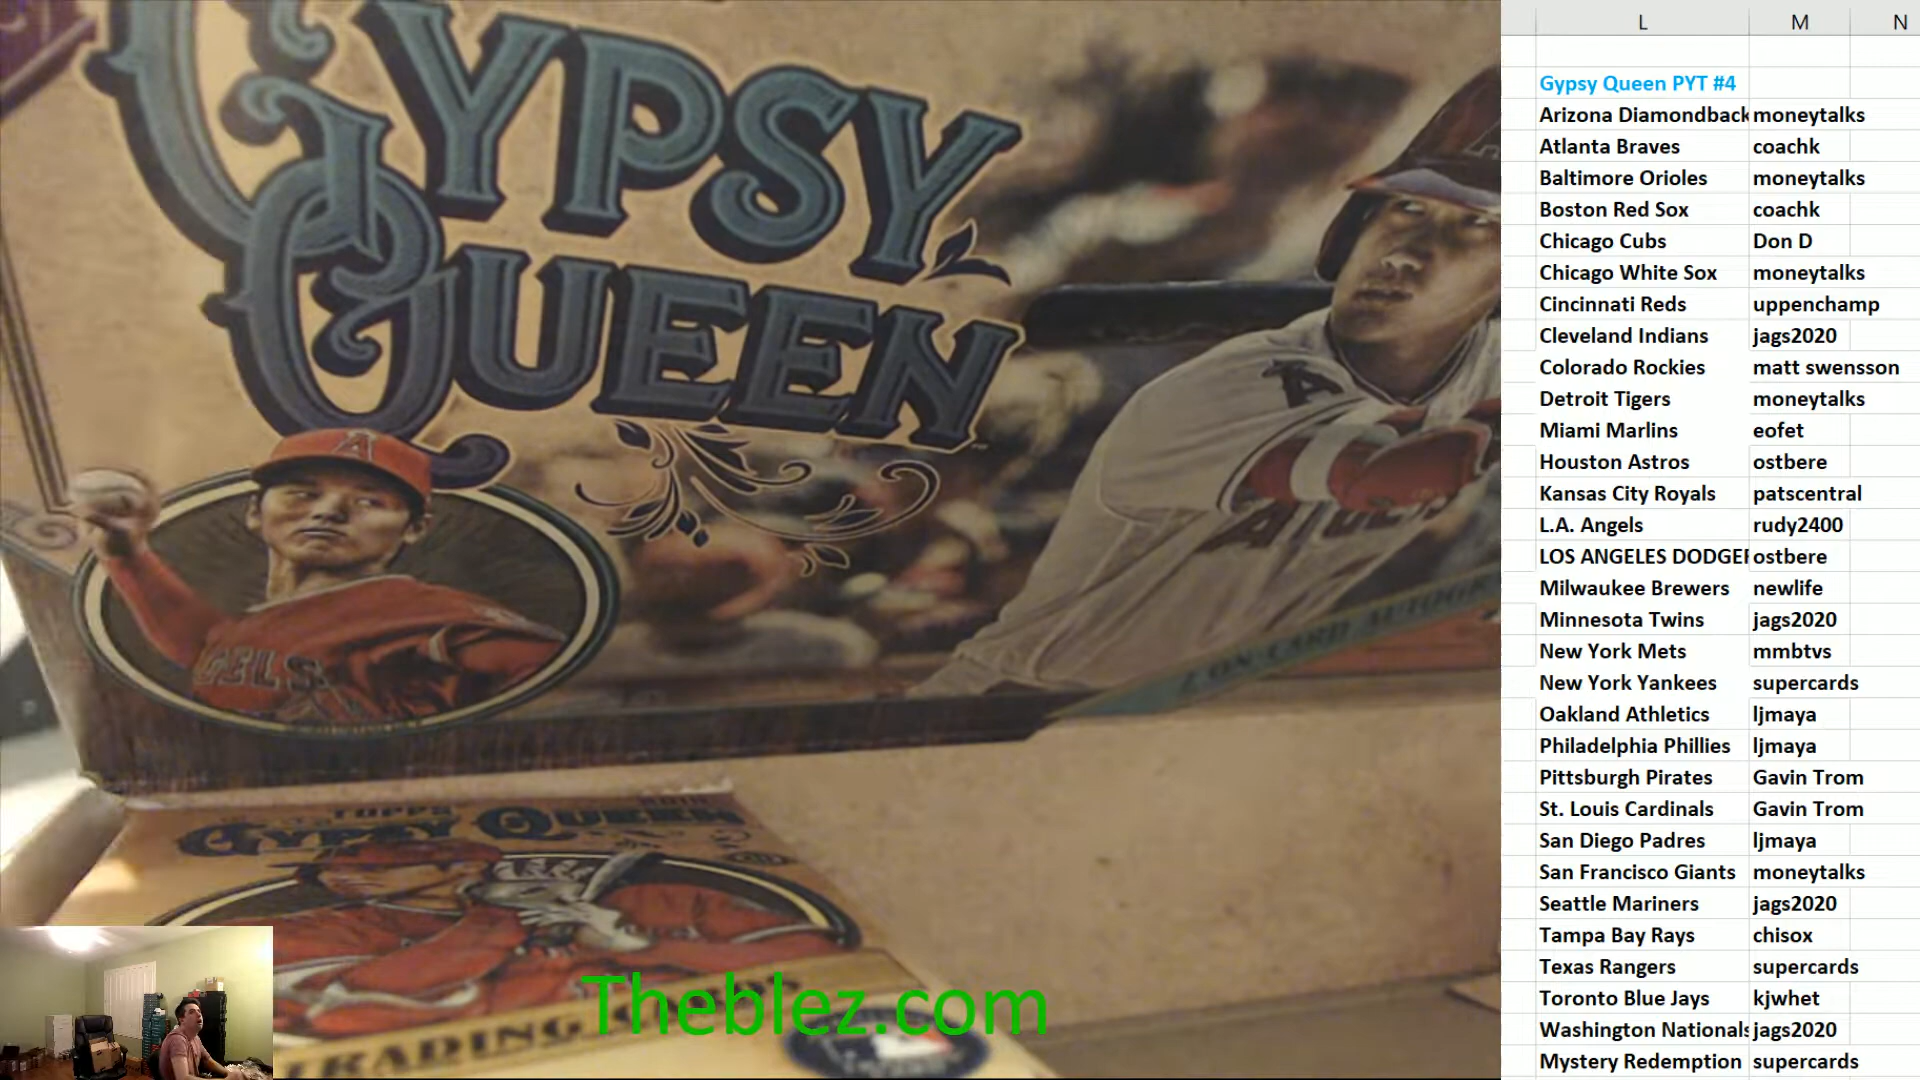 GYPSY
QUEEN
A
ANGELS
TOPPS
GYPSY QUEEN
TRADING
Theblez.com
L M N
Gypsy Queen PYT #4
Arizona Diamondback moneytalks
Atlanta Braves coachk
Baltimore Orioles moneytalks
Boston Red Sox coachk
Chicago Cubs Don D
Chicago White Sox moneytalks
Cincinnati Reds uppenchamp
Cleveland Indians jags2020
Colorado Rockies matt swensson
Detroit Tigers moneytalks
Miami Marlins eofet
Houston Astros ostbere
Kansas City Royals patscentral
L.A. Angels rudy2400
LOS ANGELES DODGER ostbere
Milwaukee Brewers newlife
Minnesota Twins jags2020
New York Mets mmbtvs
New York Yankees supercards
Oakland Athletics ljmaya
Philadelphia Phillies ljmaya
Pittsburgh Pirates Gavin Trom
St. Louis Cardinals Gavin Trom
San Diego Padres ljmaya
San Francisco Giants moneytalks
Seattle Mariners jags2020
Tampa Bay Rays chisox
Texas Rangers supercards
Toronto Blue Jays kjwhet
Washington Nationals jags2020
Mystery Redemption supercards